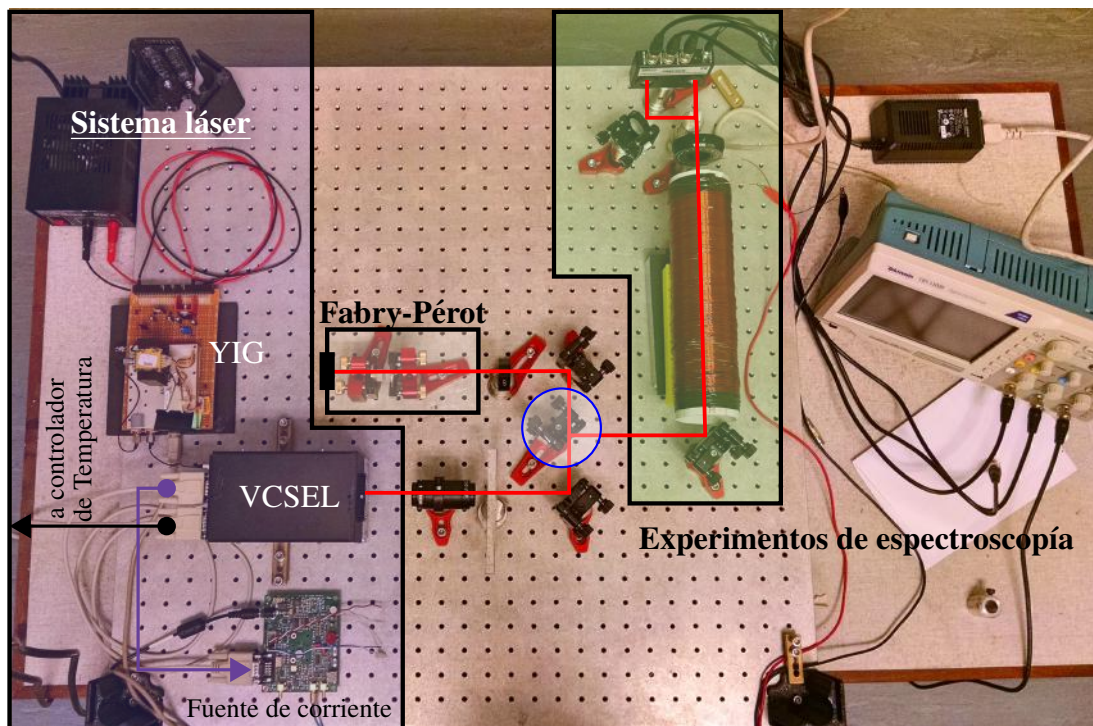 Sistema láser
Fabry-Pérot
YIG
a controlador
de Temperatura
VCSEL
Experimentos de espectroscopía
Fuente de corriente